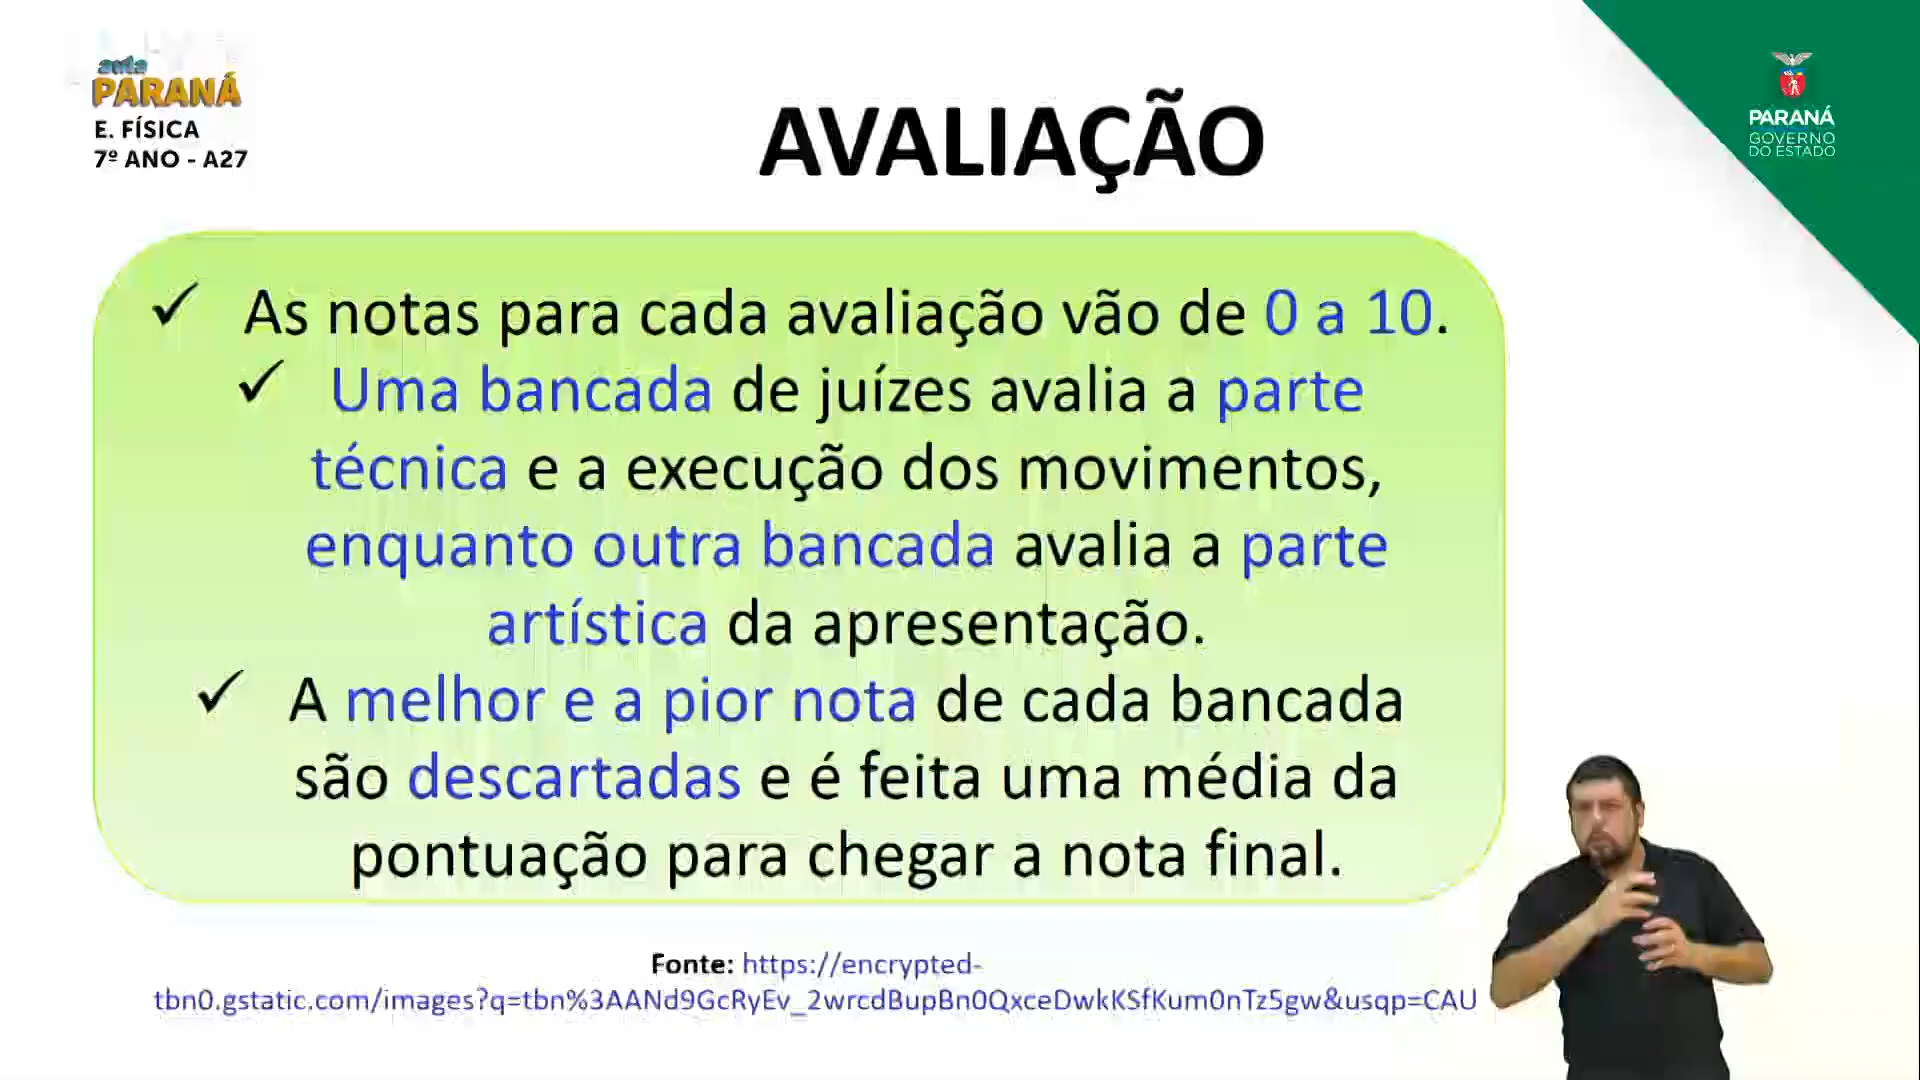 aula
PARANÁ
E. FÍSICA
7º ANO - A27
AVALIAÇÃO
PARANÁ
GOVERNO
DO ESTADO
✓ As notas para cada avaliação vão de 0 a 10.
✓ Uma bancada de juízes avalia a parte
técnica e a execução dos movimentos,
enquanto outra bancada avalia a parte
artística da apresentação.
✓ A melhor e a pior nota de cada bancada
são descartadas e é feita uma média da
pontuação para chegar a nota final.
Fonte: https://encrypted-
tbn0.gstatic.com/images?q=tbn%3AANd9GcRyEv_2wrcdBupBn0QxceDwkKSfKum0nTz5gw&usqp=CAU